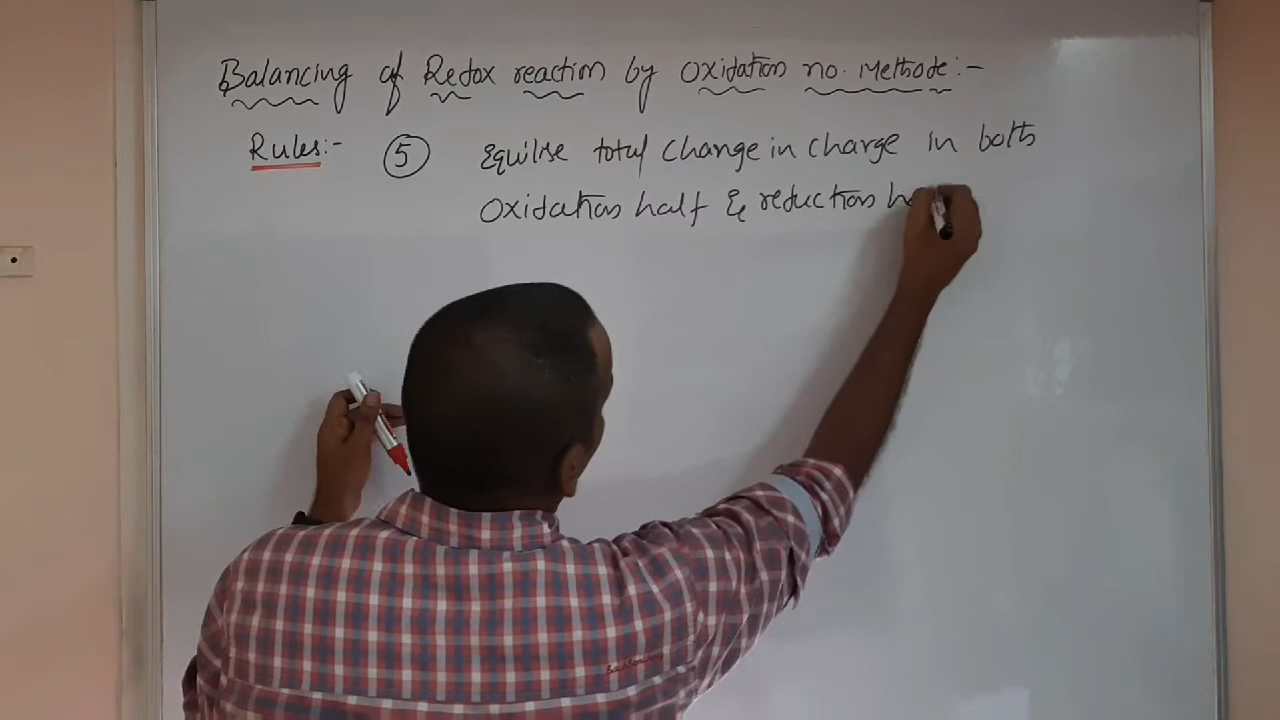 Balancing of Redox reaction by Oxidation no. Methode:-
Rules:- 5 Equilise total change in charge in both
Oxidation half & reduction